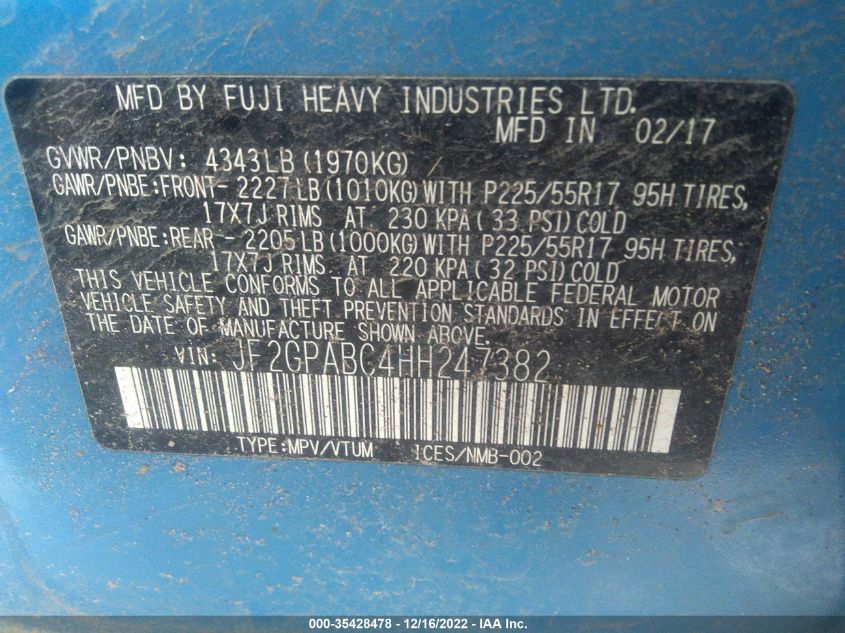 MFD BY FUJI HEAVY INDUSTRIES LTD.
MFD IN 02/17
GVWR/PNBV: 4343LB (1970KG) /
GAWR/PNBE:FRONT- 2227LB (1010KG) WITH P225/55R17 95H TIRES,
17X7J RIMS AT 230 KPA ( 33 PSI) COLD
GAWR/PNBE:REAR - 2205LB (1000KG) WITH P225/55R17 95H TIRES,
17X7J RIMS AT 220 KPA ( 32 PSI) COLD
THIS VEHICLE CONFORMS TO ALL APPLICABLE FEDERAL MOTOR
VEHICLE SAFETY AND THEFT PREVENTION STANDARDS IN EFFECT ON
THE DATE OF MANUFACTURE SHOWN ABOVE.
VIN: JF2GPABC4HH247382
TYPE:MPV/VTUM ICES/NMB-002
000-35428478 - 12/16/2022 - IAA Inc.